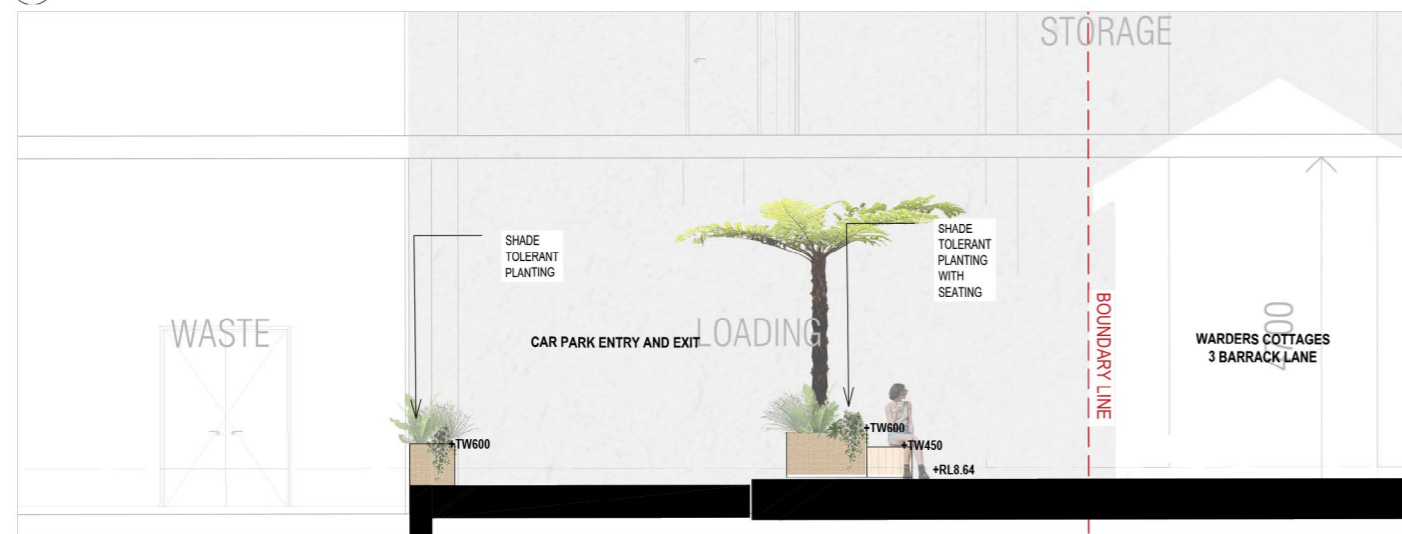 STORAGE
SHADE
TOLERANT
PLANTING
SHADE
TOLERANT
PLANTING
WITH
SEATING
WASTE
CAR PARK ENTRY AND EXIT
LOADING
BOUNDARY LINE
4700
WARDERS COTTAGES
3 BARRACK LANE
+TW600
+TW600
+TW450
+RL8.64